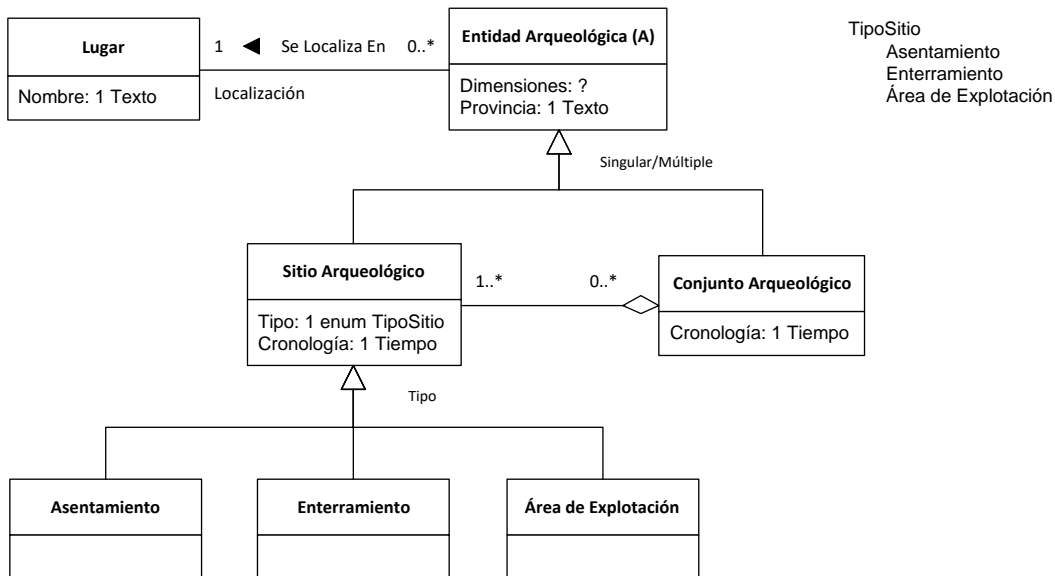 Lugar
Nombre: 1 Texto
1 ◀ Se Localiza En 0..*
Localización
Entidad Arqueológica (A)
Dimensiones: ?
Provincia: 1 Texto
TipoSitio
Asentamiento
Enterramiento
Área de Explotación
Singular/Múltiple
Sitio Arqueológico
Tipo: 1 enum TipoSitio
Cronología: 1 Tiempo
1..* 0..*
Conjunto Arqueológico
Cronología: 1 Tiempo
Tipo
Asentamiento
Enterramiento
Área de Explotación